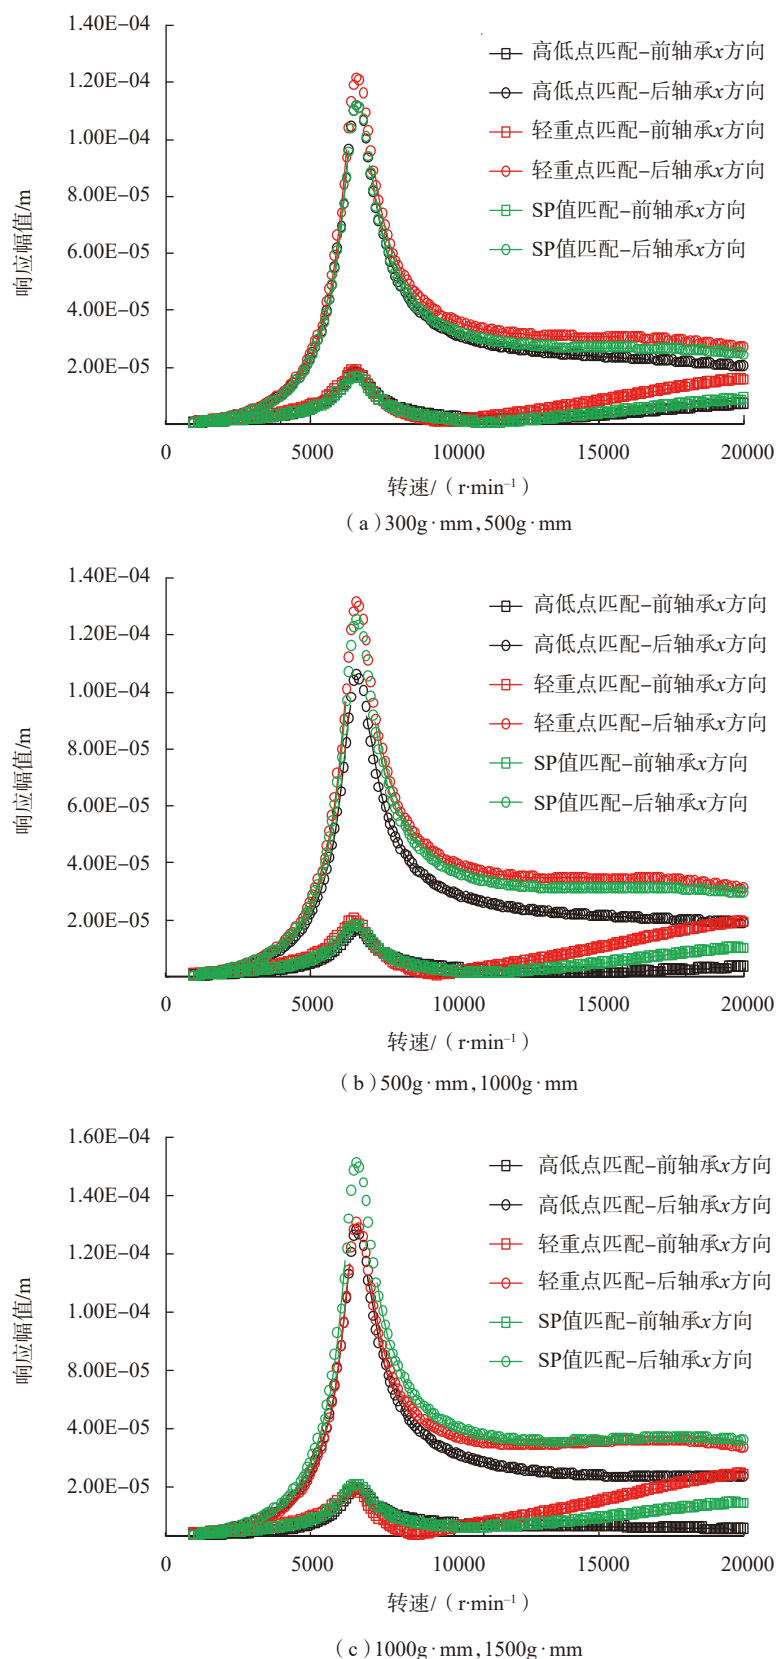 1.40E–04
1.20E–04
1.00E–04
8.00E–05
6.00E–05
4.00E–05
2.00E–05
响应幅值/m
高低点匹配–前轴承x方向
高低点匹配–后轴承x方向
轻重点匹配–前轴承x方向
轻重点匹配–后轴承x方向
SP值匹配–前轴承x方向
SP值匹配–后轴承x方向
0 5000 10000 15000 20000
转速/（r·min⁻¹）
（a）300g·mm,500g·mm
1.40E–04
1.20E–04
1.00E–04
8.00E–05
6.00E–05
4.00E–05
2.00E–05
响应幅值/m
高低点匹配–前轴承x方向
高低点匹配–后轴承x方向
轻重点匹配–前轴承x方向
轻重点匹配–后轴承x方向
SP值匹配–前轴承x方向
SP值匹配–后轴承x方向
0 5000 10000 15000 20000
转速/（r·min⁻¹）
（b）500g·mm,1000g·mm
1.60E–04
1.40E–04
1.20E–04
1.00E–04
8.00E–05
4.00E–05
2.00E–05
响应幅值/m
高低点匹配–前轴承x方向
高低点匹配–后轴承x方向
轻重点匹配–前轴承x方向
轻重点匹配–后轴承x方向
SP值匹配–前轴承x方向
SP值匹配–后轴承x方向
0 5000 10000 15000 20000
转速/（r·min⁻¹）
（c）1000g·mm,1500g·mm